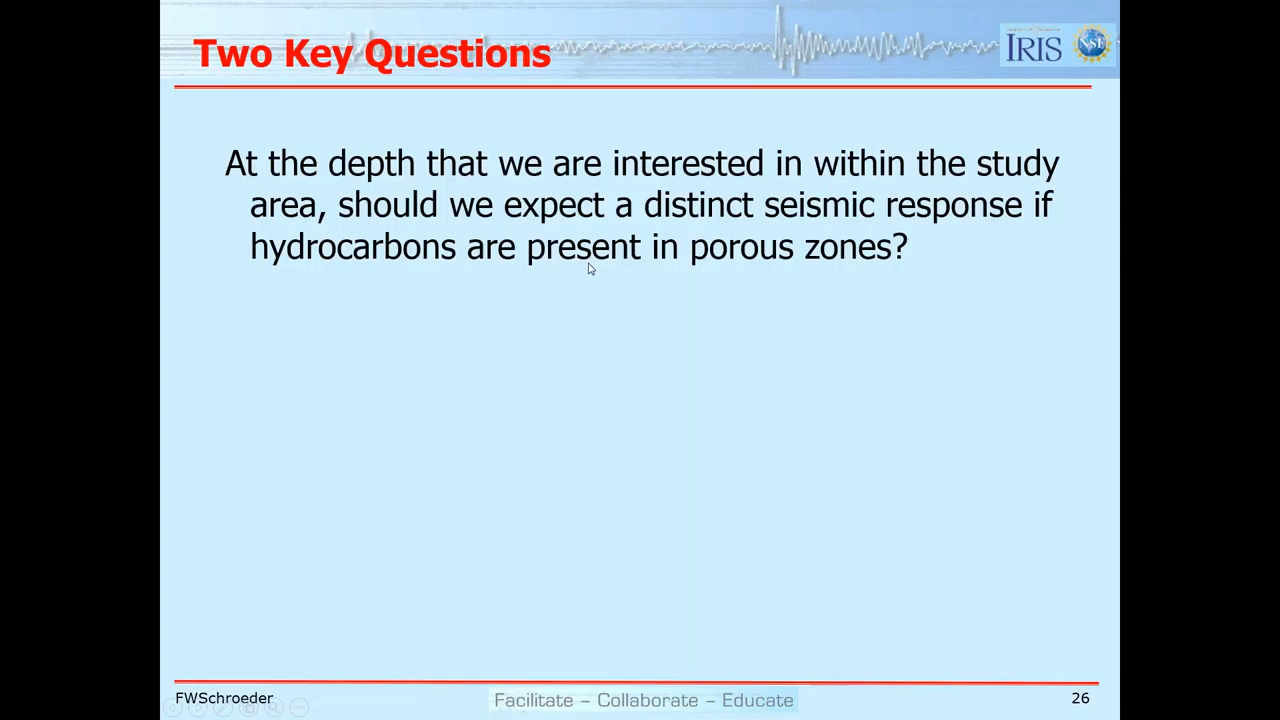 Two Key Questions
IRIS
NSF
At the depth that we are interested in within the study
area, should we expect a distinct seismic response if
hydrocarbons are present in porous zones?
FWSchroeder
Facilitate – Collaborate – Educate
26